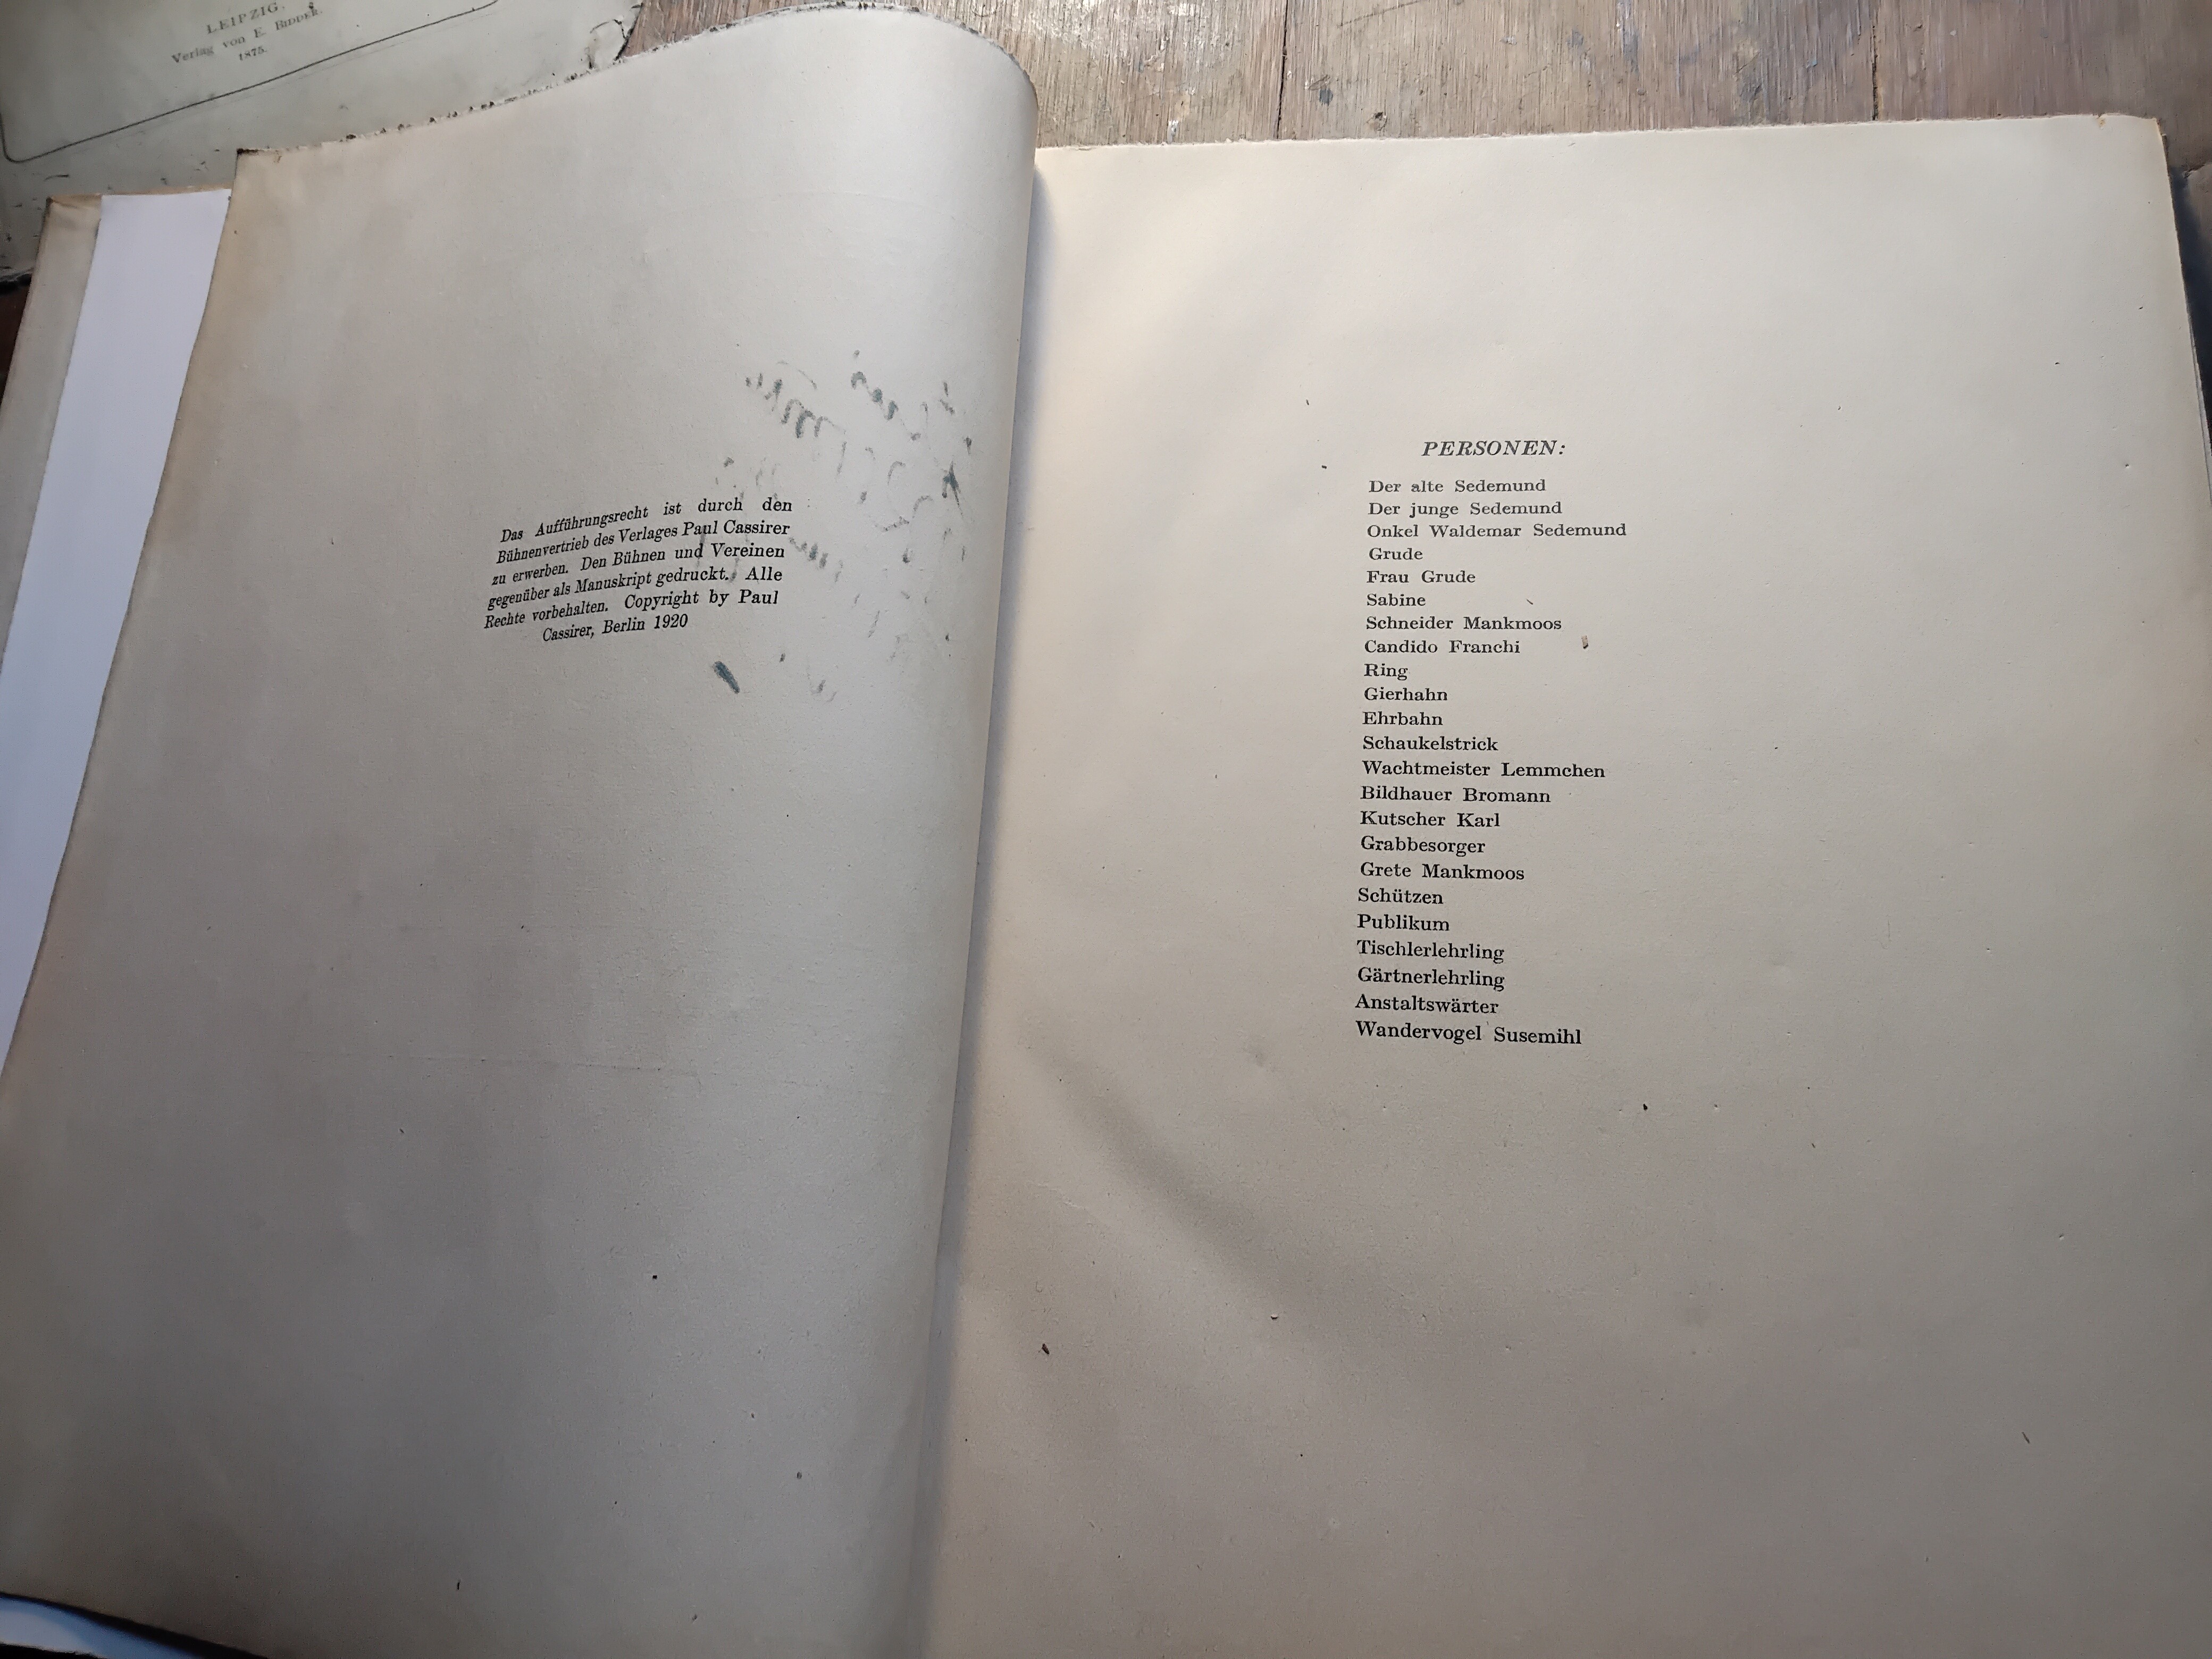 LEIPZIG.
Verlag von E. Bidder.
1875.
Das Aufführungsrecht ist durch den
Bühnenvertrieb des Verlages Paul Cassirer
zu erwerben. Den Bühnen und Vereinen
gegenüber als Manuskript gedruckt. Alle
Rechte vorbehalten. Copyright by Paul
Cassirer, Berlin 1920
PERSONEN:
Der alte Sedemund
Der junge Sedemund
Onkel Waldemar Sedemund
Grude
Frau Grude
Sabine
Schneider Mankmoos
Candido Franchi
Ring
Gierhahn
Ehrbahn
Schaukelstrick
Wachtmeister Lemmchen
Bildhauer Bromann
Kutscher Karl
Grabbesorger
Grete Mankmoos
Schützen
Publikum
Tischlerlehrling
Gärtnerlehrling
Anstaltswärter
Wandervogel Susemihl